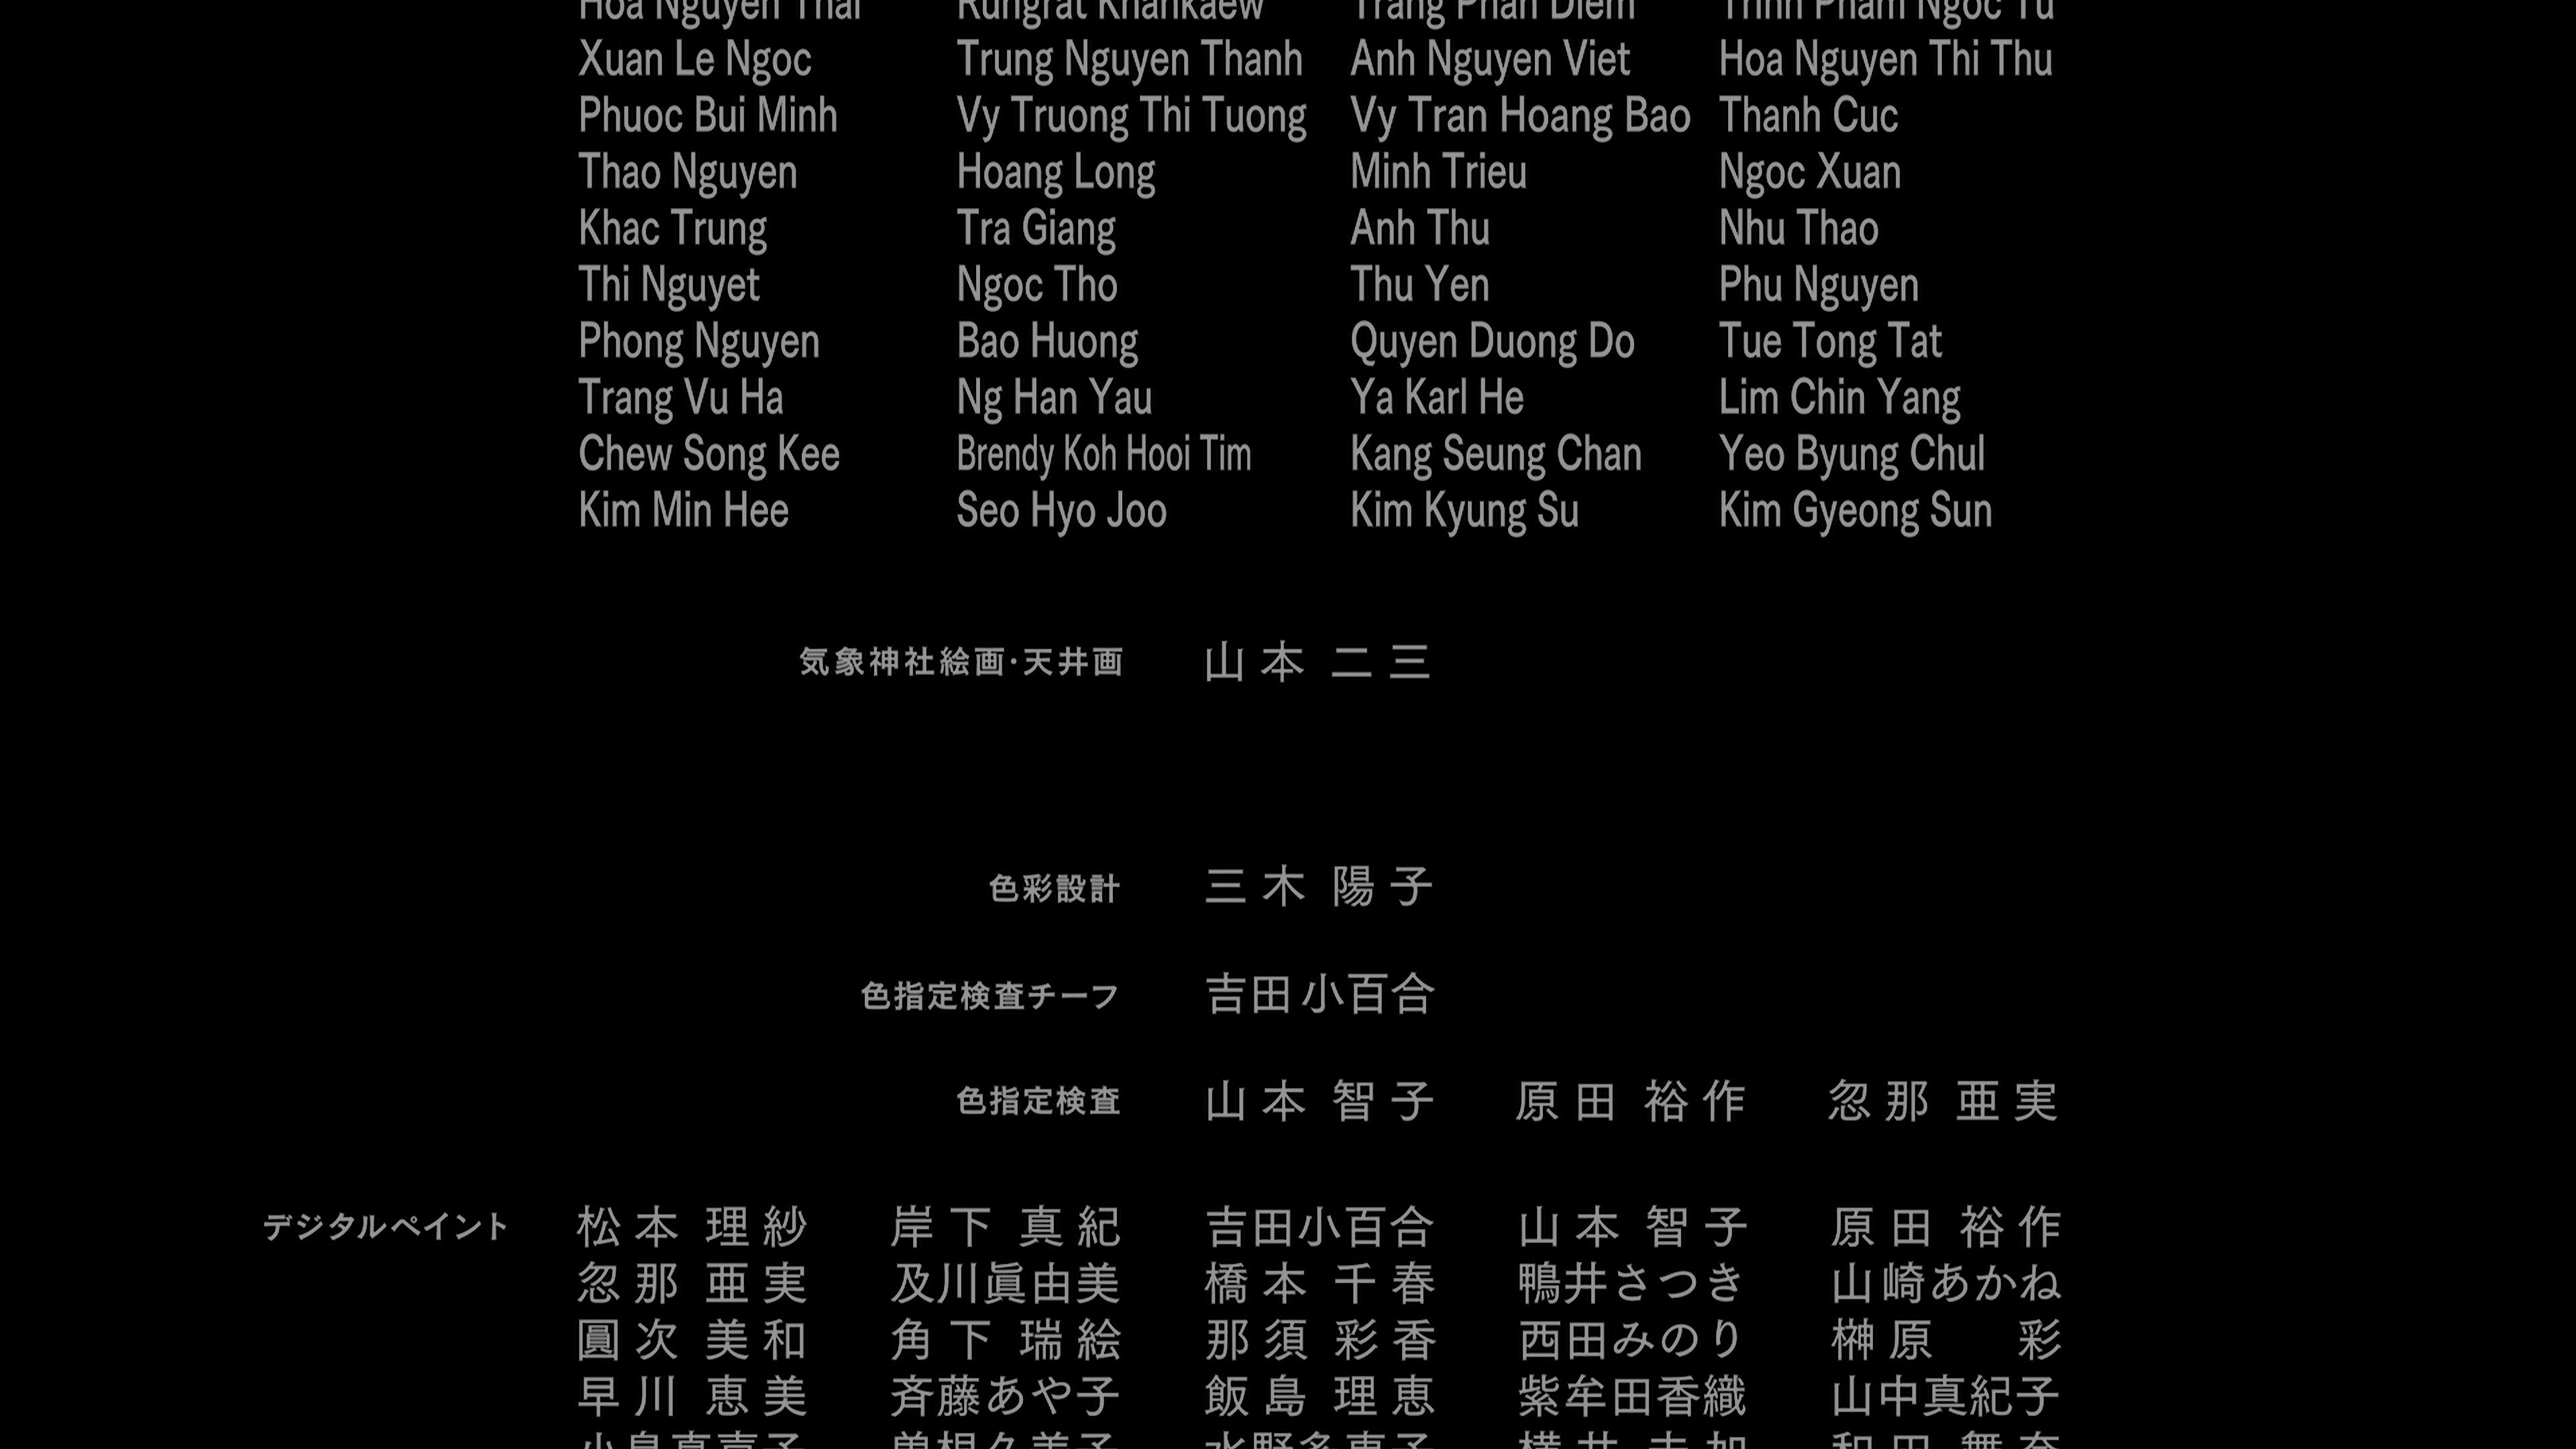 Hoa Nguyen Thai Rungrat Khankaew Trang Phan Diem Trinh Pham Ngoc Tu
Xuan Le Ngoc Trung Nguyen Thanh Anh Nguyen Viet Hoa Nguyen Thi Thu
Phuoc Bui Minh Vy Truong Thi Tuong Vy Tran Hoang Bao Thanh Cuc
Thao Nguyen Hoang Long Minh Trieu Ngoc Xuan
Khac Trung Tra Giang Anh Thu Nhu Thao
Thi Nguyet Ngoc Tho Thu Yen Phu Nguyen
Phong Nguyen Bao Huong Quyen Duong Do Tue Tong Tat
Trang Vu Ha Ng Han Yau Ya Karl He Lim Chin Yang
Chew Song Kee Brendy Koh Hooi Tim Kang Seung Chan Yeo Byung Chul
Kim Min Hee Seo Hyo Joo Kim Kyung Su Kim Gyeong Sun
気象神社絵画・天井画 山本 二三
色彩設計 三木 陽子
色指定検査チーフ 吉田小百合
色指定検査 山本 智子 原田 裕作 忽那 亜実
デジタルペイント 松本 理紗 岸下 真紀 吉田小百合 山本 智子 原田 裕作
忽那 亜実 及川眞由美 橋本 千春 鴨井さつき 山崎あかね
圓次 美和 角下 瑞絵 那須 彩香 西田みのり 榊原 彩
早川 恵美 斉藤あや子 飯島 理恵 紫牟田香織 山中真紀子